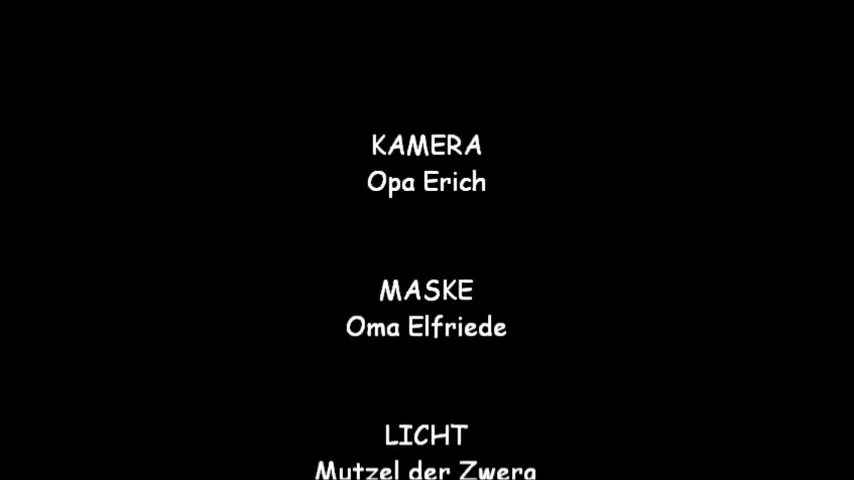 KAMERA
Opa Erich
MASKE
Oma Elfriede
LICHT
Mutzel der Zwerg